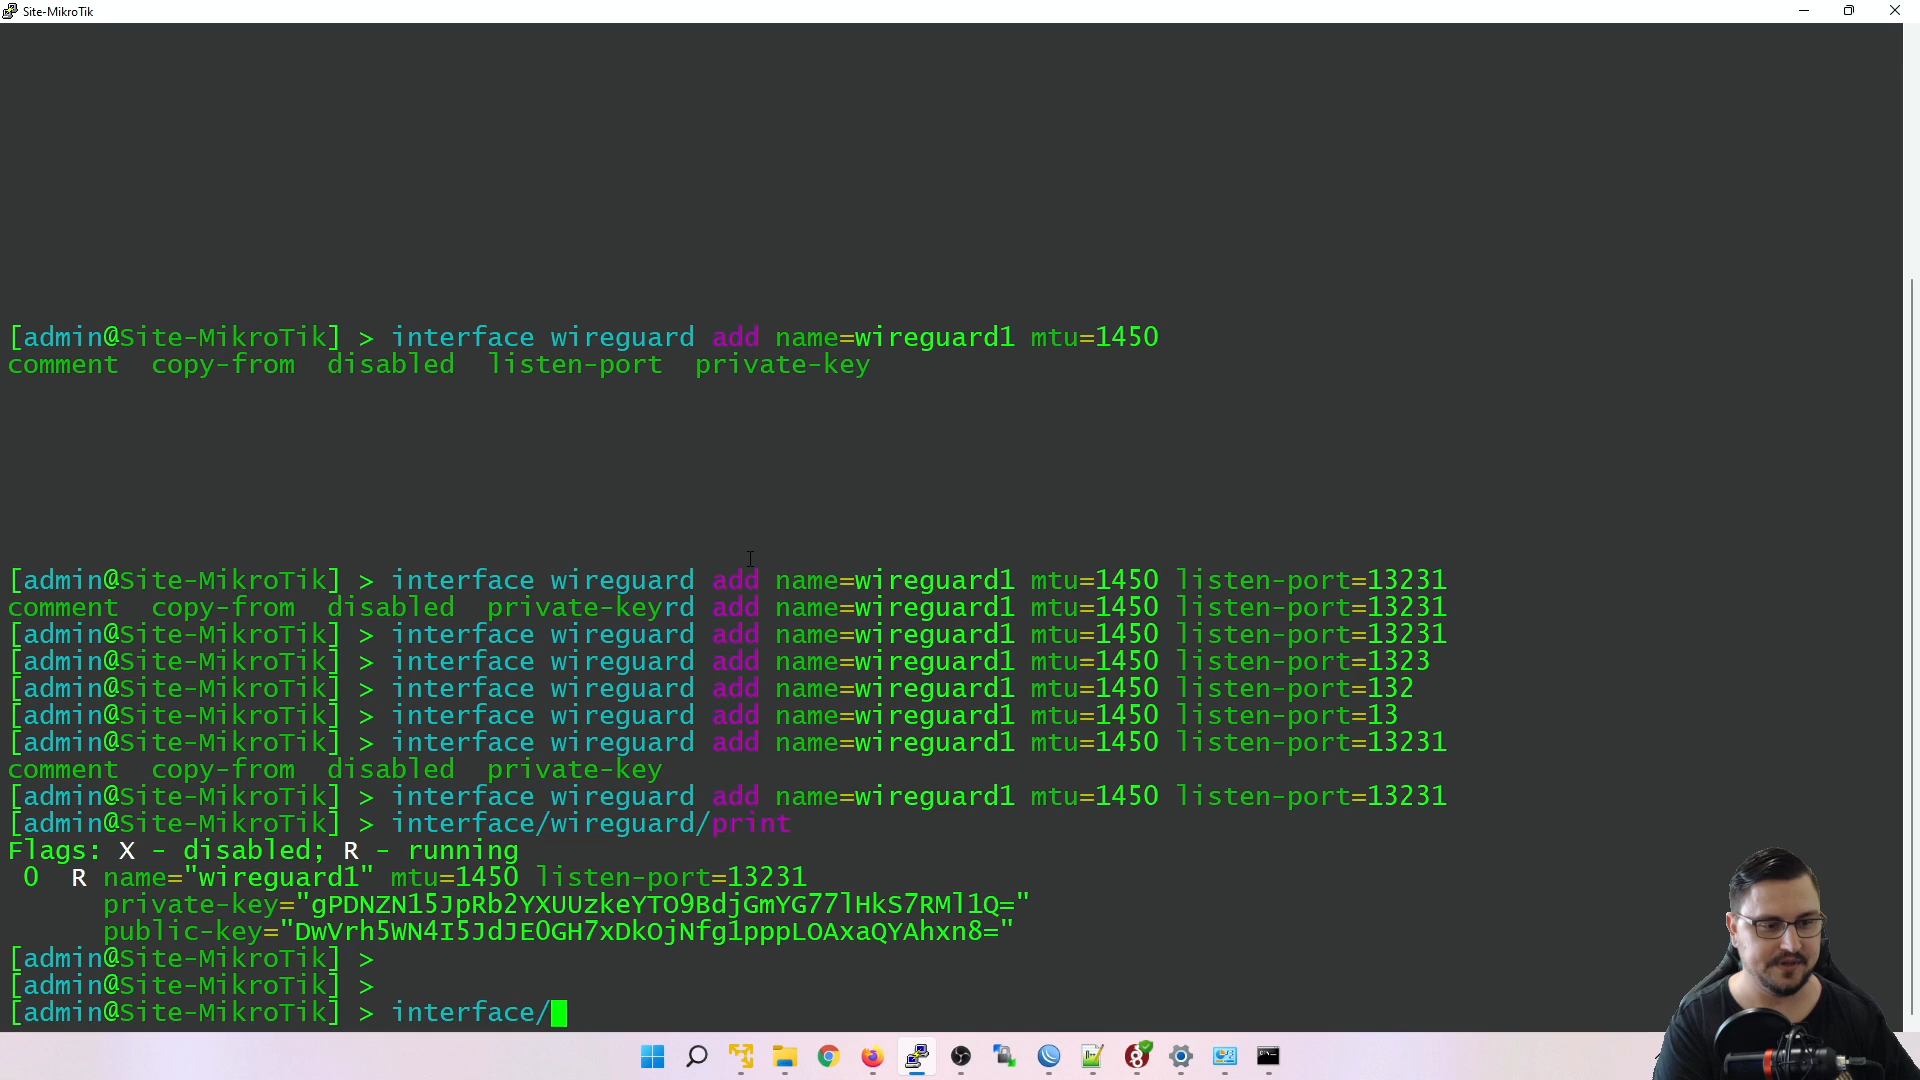 Site-MikroTik
[admin@Site-MikroTik] > interface wireguard add name=wireguard1 mtu=1450
comment copy-from disabled listen-port private-key
[admin@Site-MikroTik] > interface wireguard add name=wireguard1 mtu=1450 listen-port=13231
comment copy-from disabled private-keyrd add name=wireguard1 mtu=1450 listen-port=13231
[admin@Site-MikroTik] > interface wireguard add name=wireguard1 mtu=1450 listen-port=13231
[admin@Site-MikroTik] > interface wireguard add name=wireguard1 mtu=1450 listen-port=1323
[admin@Site-MikroTik] > interface wireguard add name=wireguard1 mtu=1450 listen-port=132
[admin@Site-MikroTik] > interface wireguard add name=wireguard1 mtu=1450 listen-port=13
[admin@Site-MikroTik] > interface wireguard add name=wireguard1 mtu=1450 listen-port=13231
comment copy-from disabled private-key
[admin@Site-MikroTik] > interface wireguard add name=wireguard1 mtu=1450 listen-port=13231
[admin@Site-MikroTik] > interface/wireguard/print
Flags: X - disabled; R - running
0 R name="wireguard1" mtu=1450 listen-port=13231
private-key="gPDNZN15JpRb2YXUUzkeYTO9BdjGmYG77lHkS7RMl1Q="
public-key="DwVrh5WN4I5JdJEOGH7xDkOjNfg1pppLOAxaQYAhxn8="
[admin@Site-MikroTik] >
[admin@Site-MikroTik] >
[admin@Site-MikroTik] > interface/